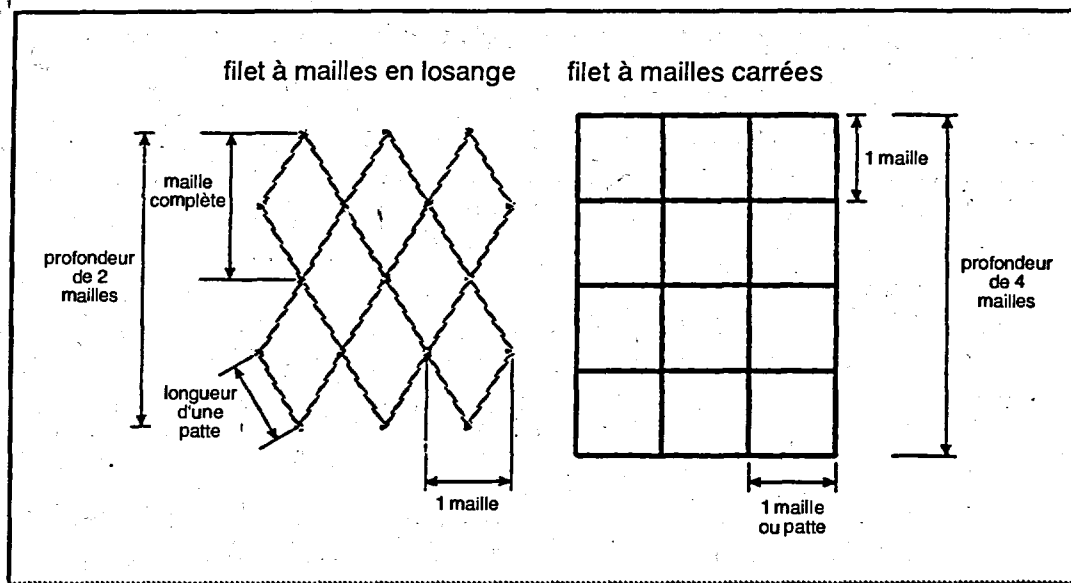 filet à mailles en losange
filet à mailles carrées
maille
complète
profondeur
de 2
mailles
longueur
d'une
patte
1 maille
1 maille
profondeur
de 4
mailles
1 maille
ou patte